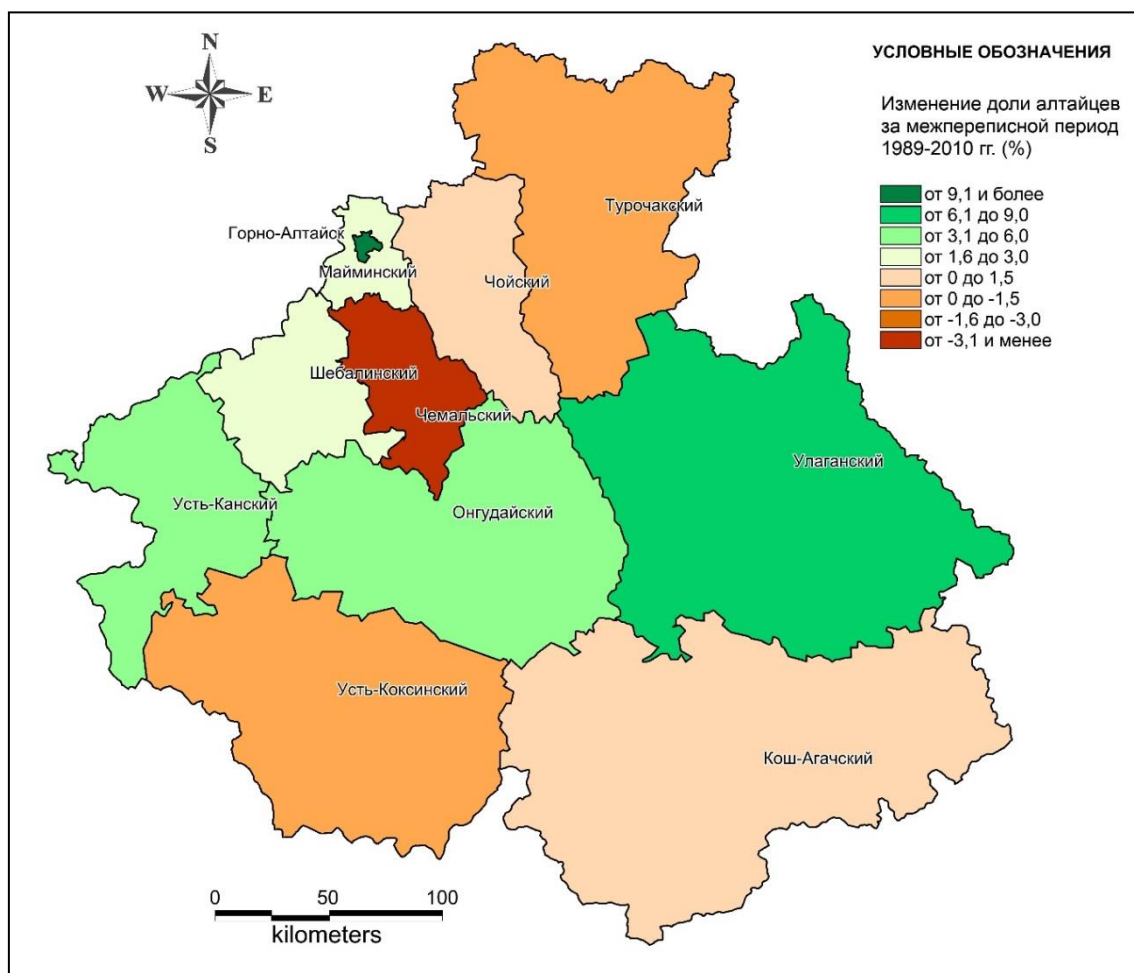 N
W E
S
УСЛОВНЫЕ ОБОЗНАЧЕНИЯ
Изменение доли алтайцев
за межпереписной период
1989-2010 гг. (%)
от 9,1 и более
от 6,1 до 9,0
от 3,1 до 6,0
от 1,6 до 3,0
от 0 до 1,5
от 0 до -1,5
от -1,6 до -3,0
от -3,1 и менее
Турочакский
Горно-Алтайск
Майминский
Чойский
Шебалинский
Чемальский
Улаганский
Усть-Канский
Онгудайский
Усть-Коксинский
Кош-Агачский
0 50 100
kilometers